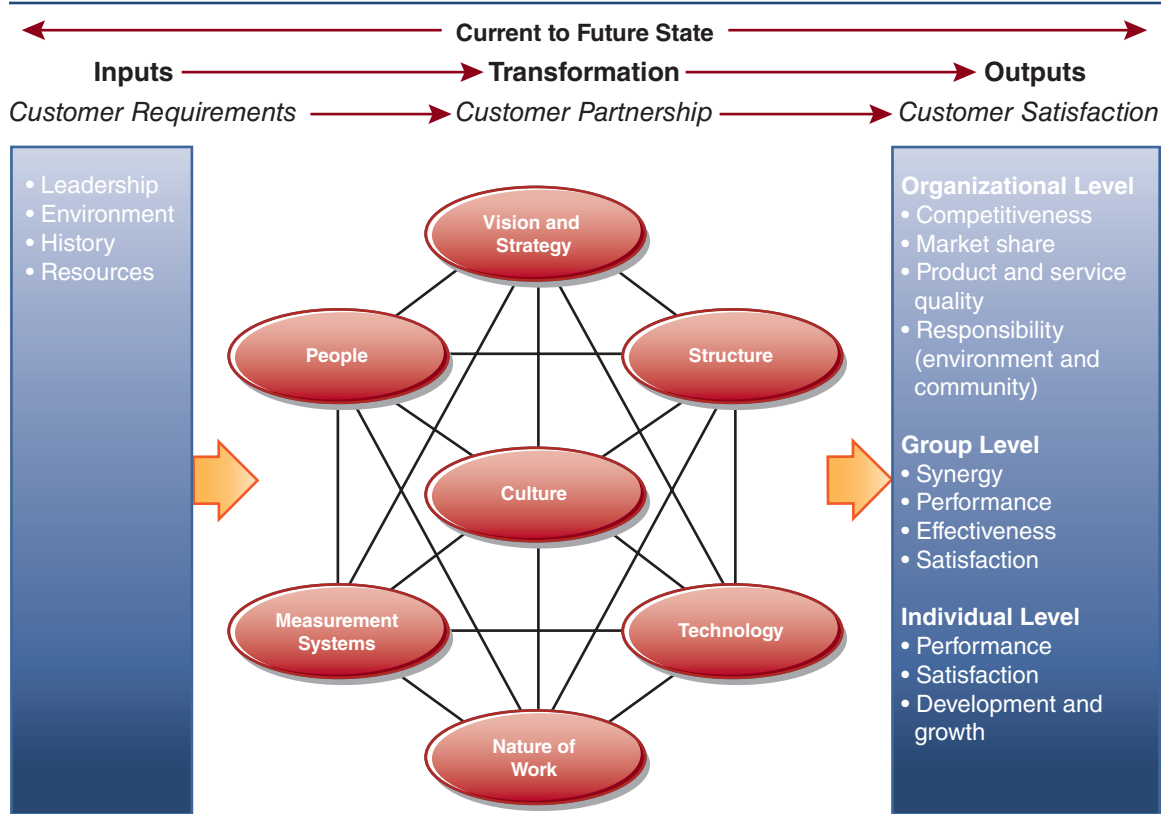 Current to Future State
Inputs Transformation Outputs
Customer Requirements Customer Partnership Customer Satisfaction
• Leadership
• Environment
• History
• Resources
Vision and
Strategy
People
Structure
Culture
Measurement
Systems
Technology
Nature of
Work
Organizational Level
• Competitiveness
• Market share
• Product and service
quality
• Responsibility
(environment and
community)
Group Level
• Synergy
• Performance
• Effectiveness
• Satisfaction
Individual Level
• Performance
• Satisfaction
• Development and
growth